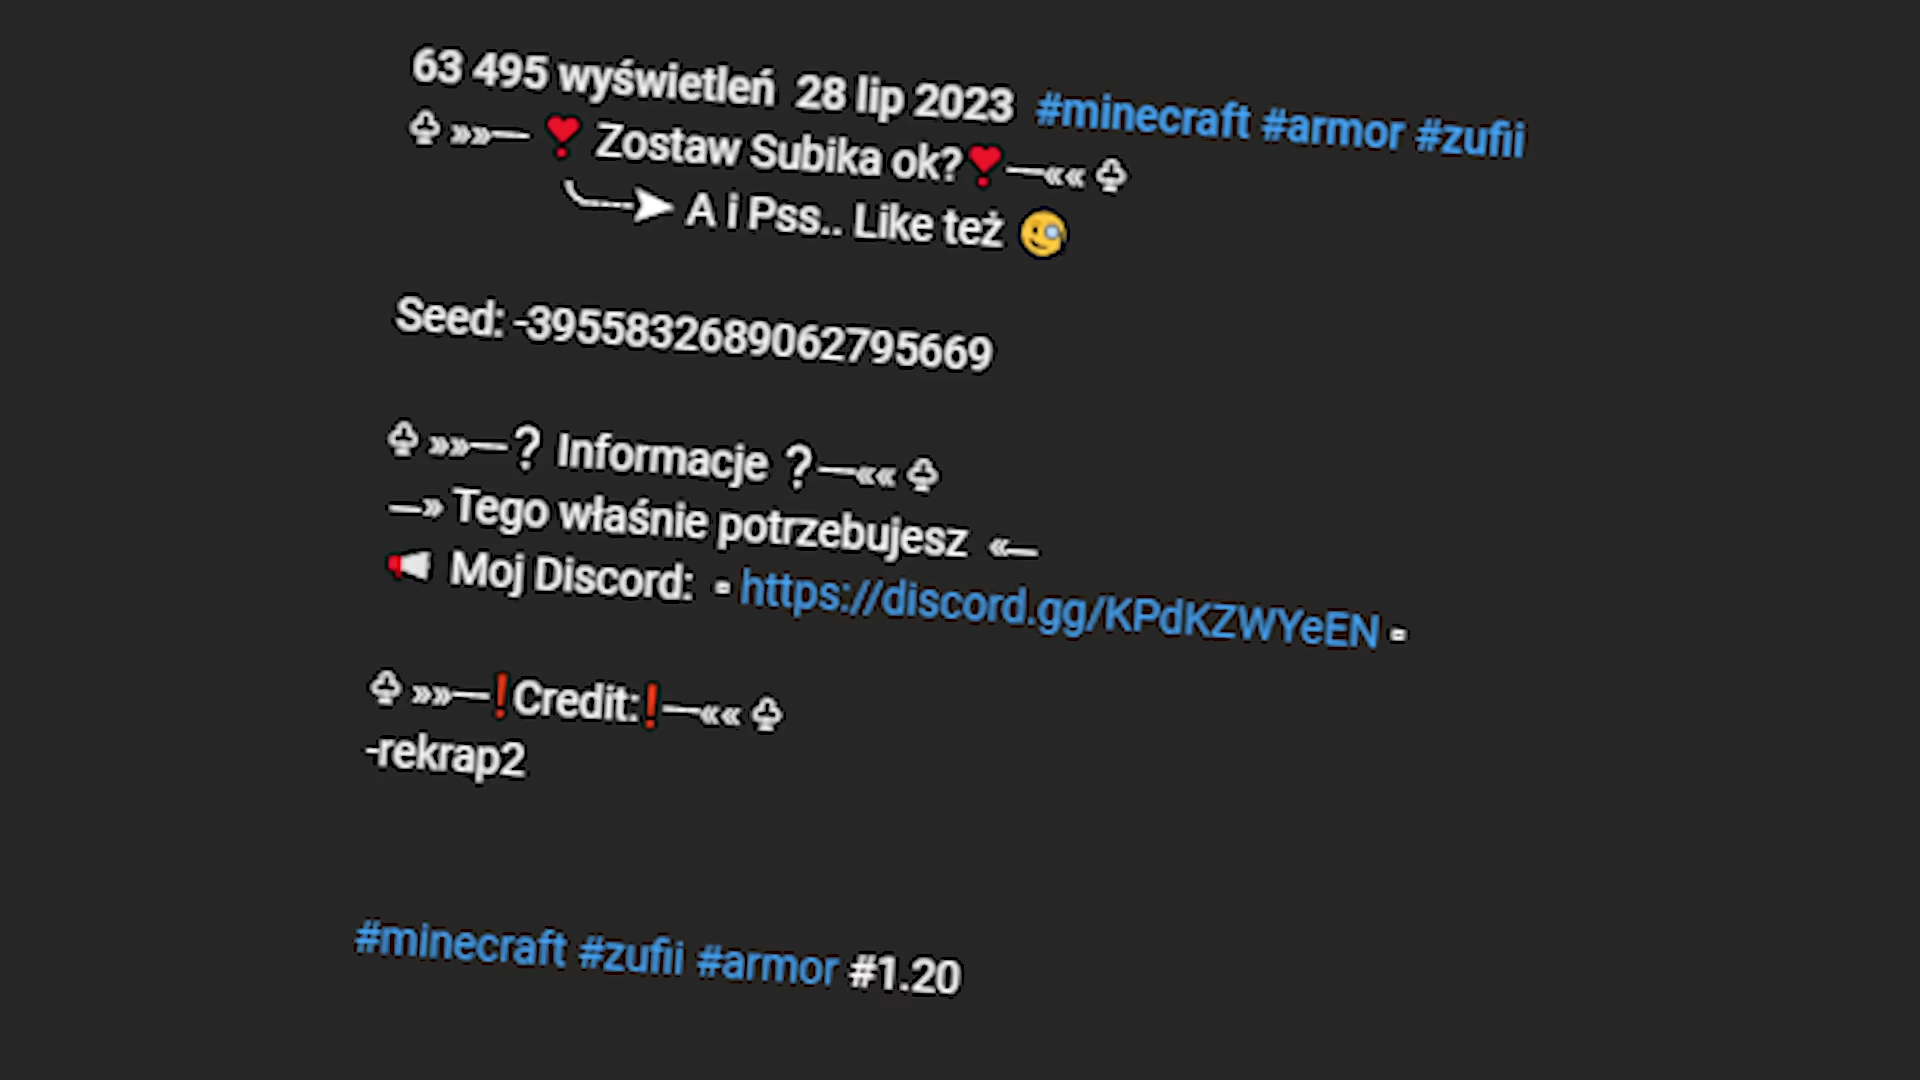 63 495 wyświetleń 28 lip 2023 #minecraft #armor #zufii
♧ »»— ❣ Zostaw Subika ok?❣—«« ♧
╰┈➤ A i Pss.. Like też 🧐
Seed: -3955832689062795669
♧ »»—❔ Informacje ❔—«« ♧
—» Tego właśnie potrzebujesz «—
📢 Moj Discord: ▫https://discord.gg/KPdKZWYeEN▫
♧ »»—❗Credit:❗—«« ♧
-rekrap2
#minecraft #zufii #armor #1.20